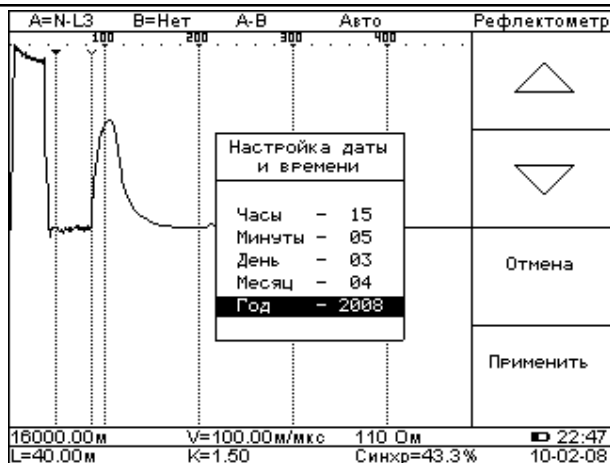 A=N-L3 B=Нет A-B Авто Рефлектометр
100 200 300 400
Настройка даты
и времени
Часы – 15
Минуты – 05
День – 03
Месяц – 04
Год – 2008
Отмена
Применить
16000.00м V=100.00м/мкс 110 Ом 22:47
L=40.00м K=1.50 Синхр=43.3% 10-02-08